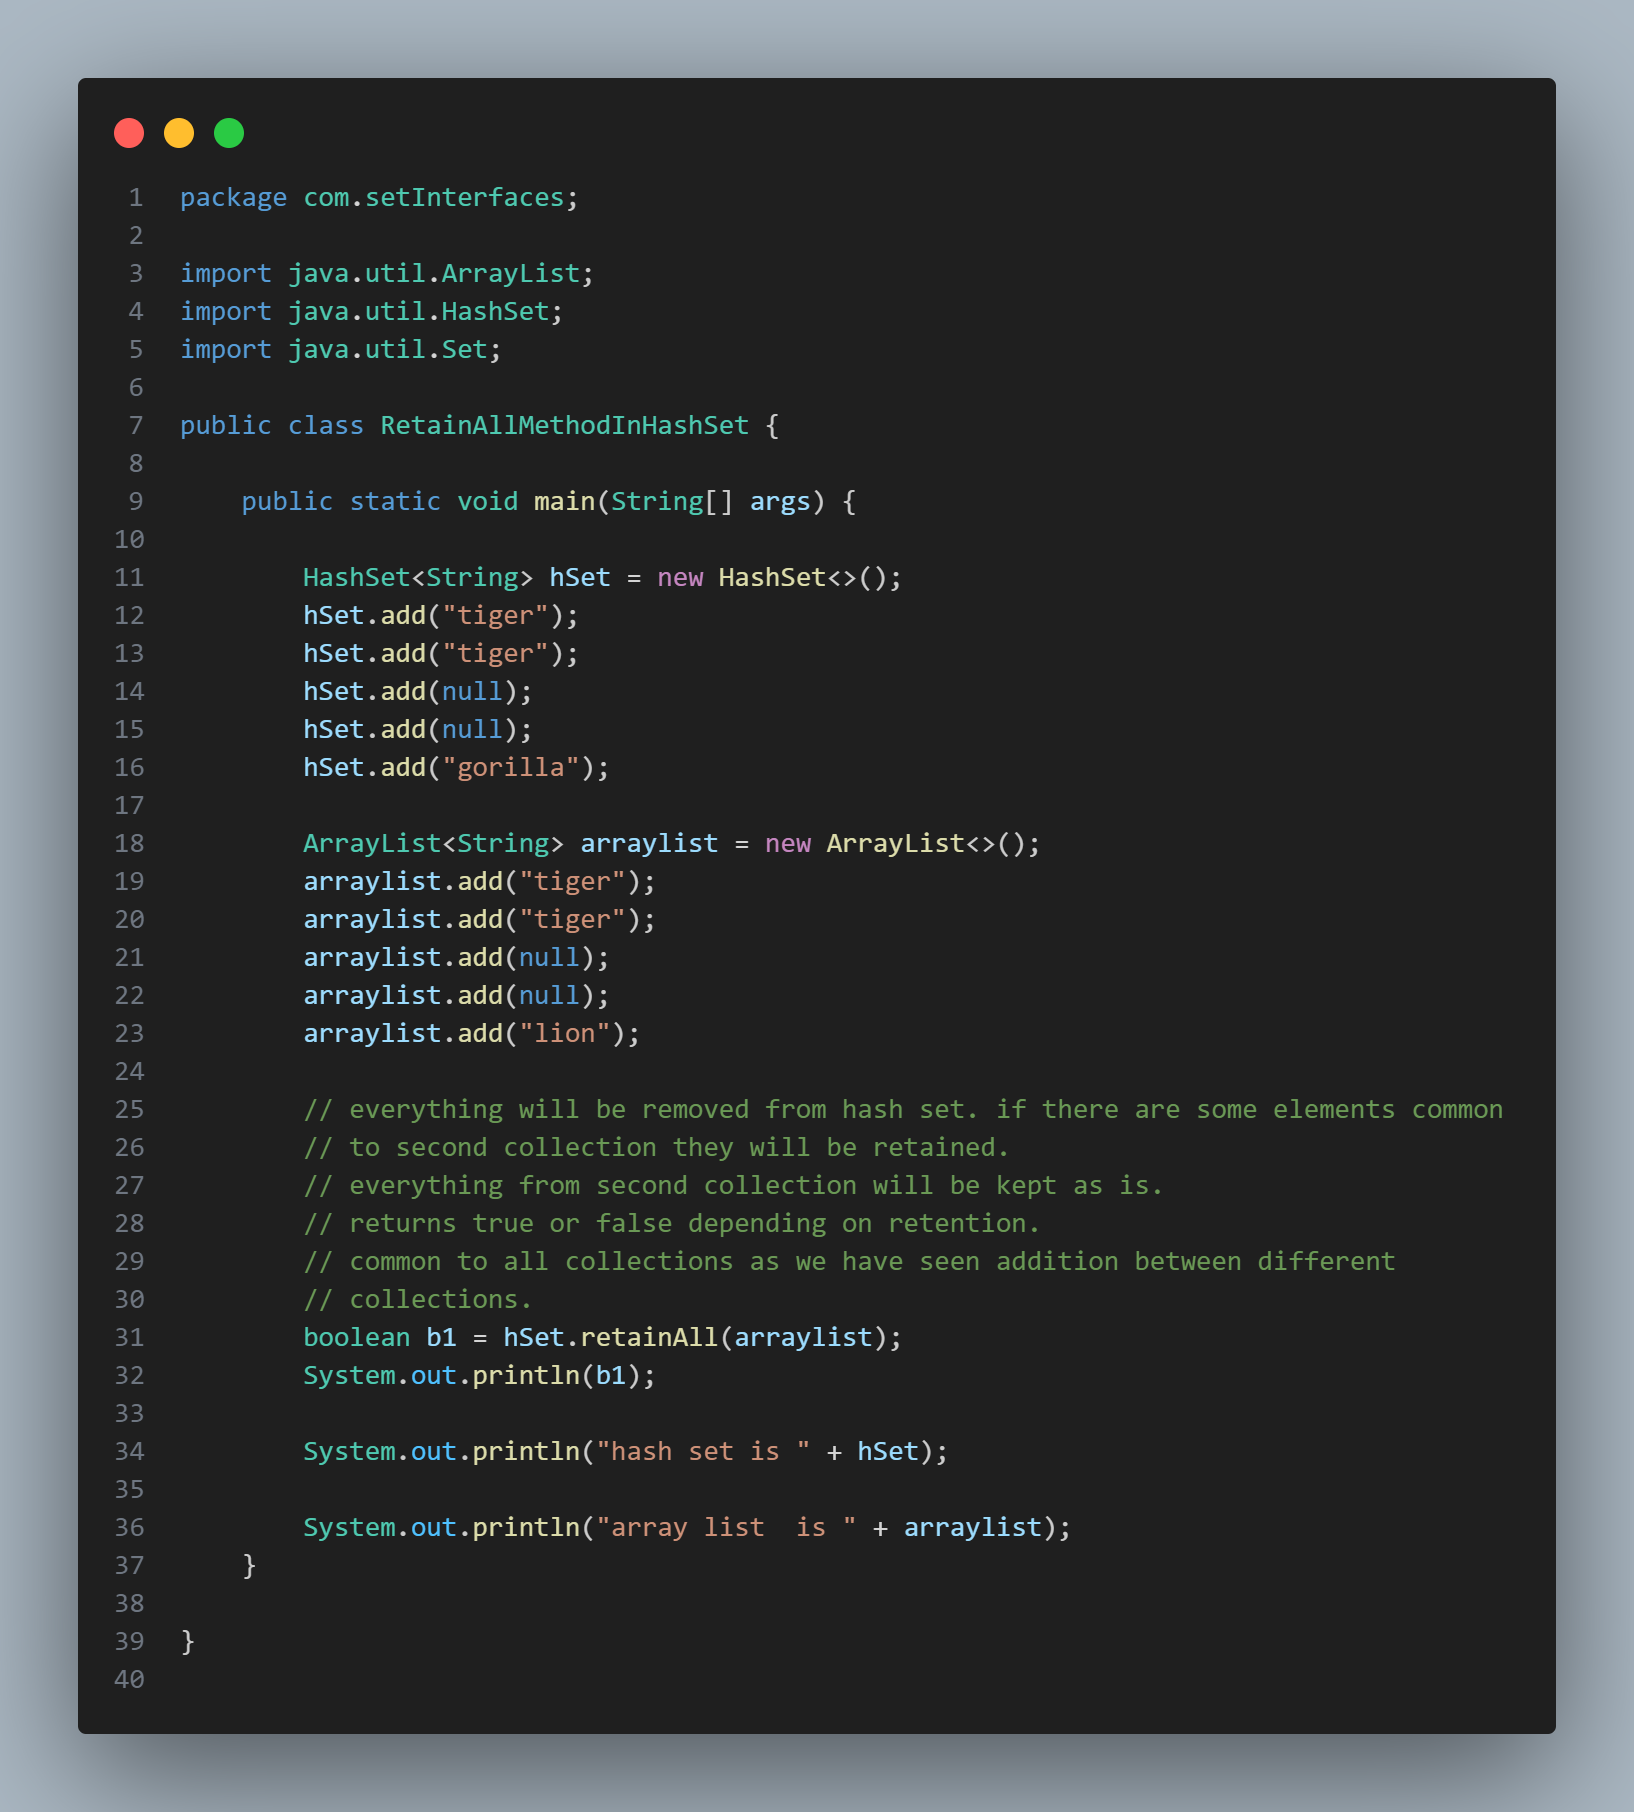 1 package com.setInterfaces;
2
3 import java.util.ArrayList;
4 import java.util.HashSet;
5 import java.util.Set;
6
7 public class RetainAllMethodInHashSet {
8
9     public static void main(String[] args) {
10
11         HashSet<String> hSet = new HashSet<>();
12         hSet.add("tiger");
13         hSet.add("tiger");
14         hSet.add(null);
15         hSet.add(null);
16         hSet.add("gorilla");
17
18         ArrayList<String> arraylist = new ArrayList<>();
19         arraylist.add("tiger");
20         arraylist.add("tiger");
21         arraylist.add(null);
22         arraylist.add(null);
23         arraylist.add("lion");
24
25         // everything will be removed from hash set. if there are some elements common
26         // to second collection they will be retained.
27         // everything from second collection will be kept as is.
28         // returns true or false depending on retention.
29         // common to all collections as we have seen addition between different
30         // collections.
31         boolean b1 = hSet.retainAll(arraylist);
32         System.out.println(b1);
33
34         System.out.println("hash set is " + hSet);
35
36         System.out.println("array list  is " + arraylist);
37     }
38
39 }
40